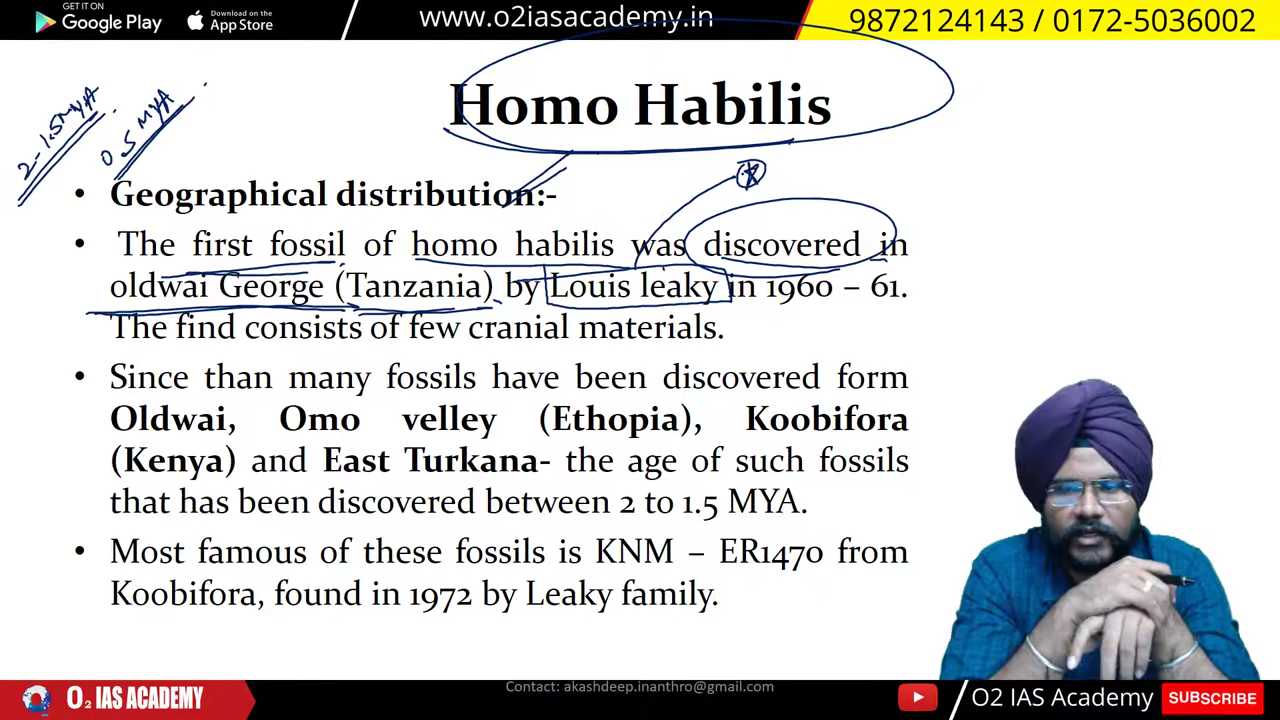 GET IT ON
Google Play
Download on the
App Store
www.o2iasacademy.in
9872124143 / 0172-5036002
2-1.5MYA
0.5 MYA
Homo Habilis
• Geographical distribution:-
• The first fossil of homo habilis was discovered in
oldwai George (Tanzania) by Louis leaky in 1960 – 61.
The find consists of few cranial materials.
• Since than many fossils have been discovered form
Oldwai, Omo velley (Ethopia), Koobifora
(Kenya) and East Turkana- the age of such fossils
that has been discovered between 2 to 1.5 MYA.
• Most famous of these fossils is KNM – ER1470 from
Koobifora, found in 1972 by Leaky family.
O2 IAS ACADEMY
Contact: akashdeep.inanthro@gmail.com
O2 IAS Academy
SUBSCRIBE